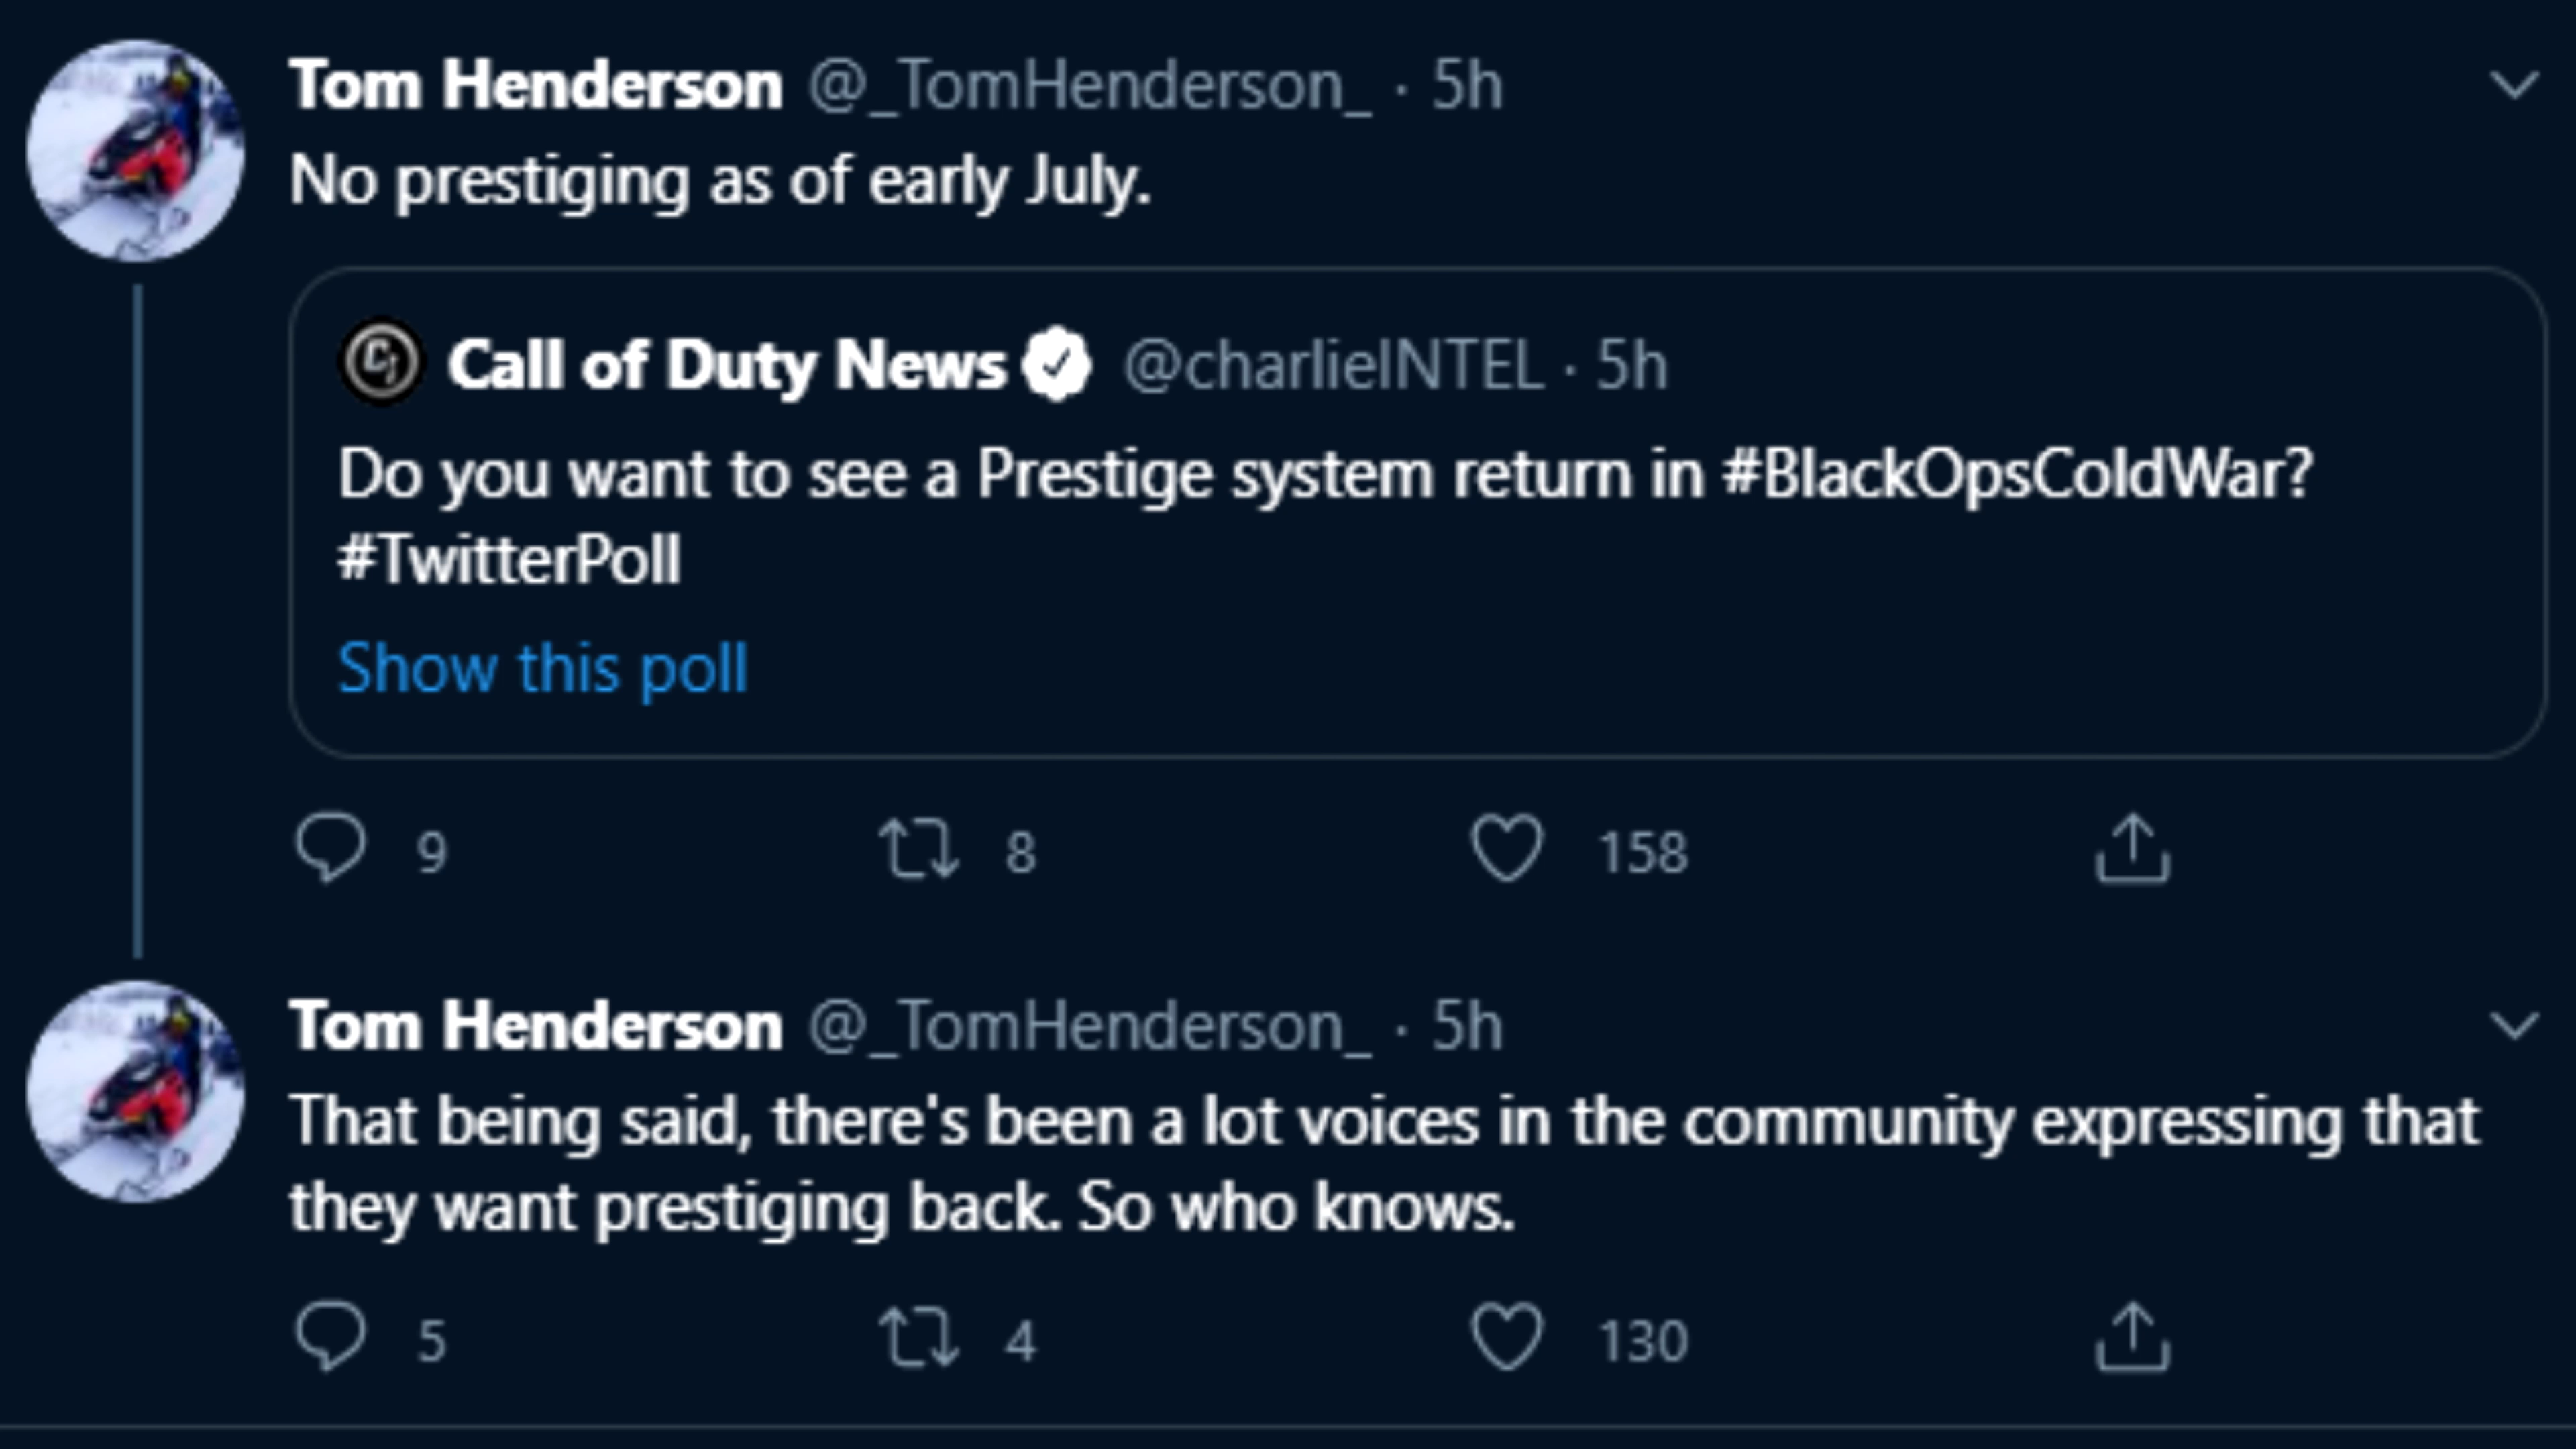 Tom Henderson @_TomHenderson_ · 5h
No prestiging as of early July.
Call of Duty News @charlieINTEL · 5h
Do you want to see a Prestige system return in #BlackOpsColdWar?
#TwitterPoll
Show this poll
9 8 158
Tom Henderson @_TomHenderson_ · 5h
That being said, there's been a lot voices in the community expressing that
they want prestiging back. So who knows.
5 4 130